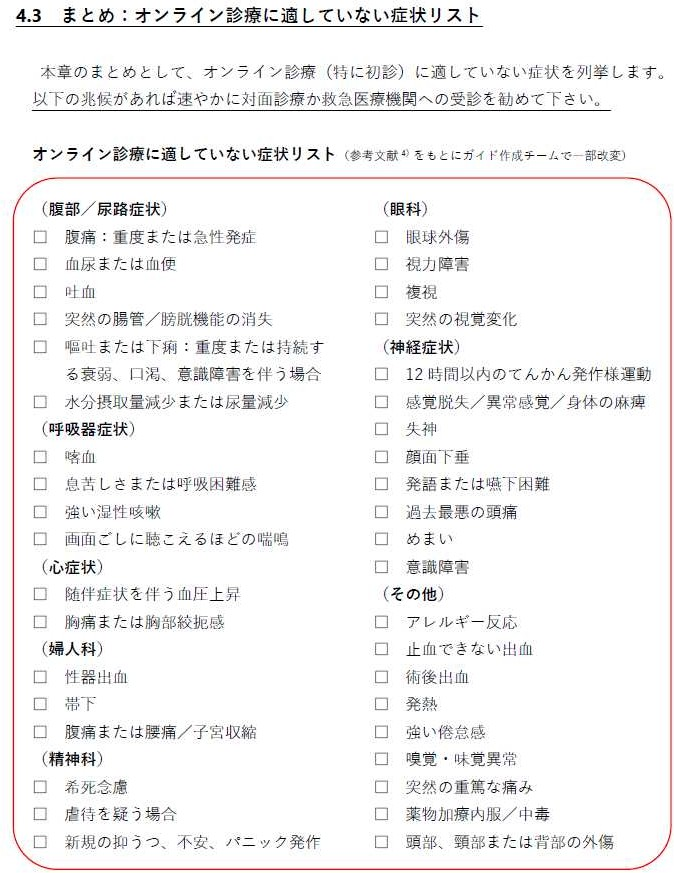 4.3 まとめ：オンライン診療に適していない症状リスト
本章のまとめとして、オンライン診療（特に初診）に適していない症状を列挙します。
以下の兆候があれば速やかに対面診療か救急医療機関への受診を勧めて下さい。
オンライン診療に適していない症状リスト（参考文献4）をもとにガイド作成チームで一部改変）
（腹部／尿路症状）
□ 腹痛：重度または急性発症
□ 血尿または血便
□ 吐血
□ 突然の腸管／膀胱機能の消失
□ 嘔吐または下痢：重度または持続す
る衰弱、口渇、意識障害を伴う場合
□ 水分摂取量減少または尿量減少
（呼吸器症状）
□ 喀血
□ 息苦しさまたは呼吸困難感
□ 強い湿性咳嗽
□ 画面ごしに聴こえるほどの喘鳴
（心症状）
□ 随伴症状を伴う血圧上昇
□ 胸痛または胸部絞扼感
（婦人科）
□ 性器出血
□ 帯下
□ 腹痛または腰痛／子宮収縮
（精神科）
□ 希死念慮
□ 虐待を疑う場合
□ 新規の抑うつ、不安、パニック発作
（眼科）
□ 眼球外傷
□ 視力障害
□ 複視
□ 突然の視覚変化
（神経症状）
□ 12時間以内のてんかん発作様運動
□ 感覚脱失／異常感覚／身体の麻痺
□ 失神
□ 顔面下垂
□ 発語または嚥下困難
□ 過去最悪の頭痛
□ めまい
□ 意識障害
（その他）
□ アレルギー反応
□ 止血できない出血
□ 術後出血
□ 発熱
□ 強い倦怠感
□ 嗅覚・味覚異常
□ 突然の重篤な痛み
□ 薬物加療内服／中毒
□ 頭部、頸部または背部の外傷